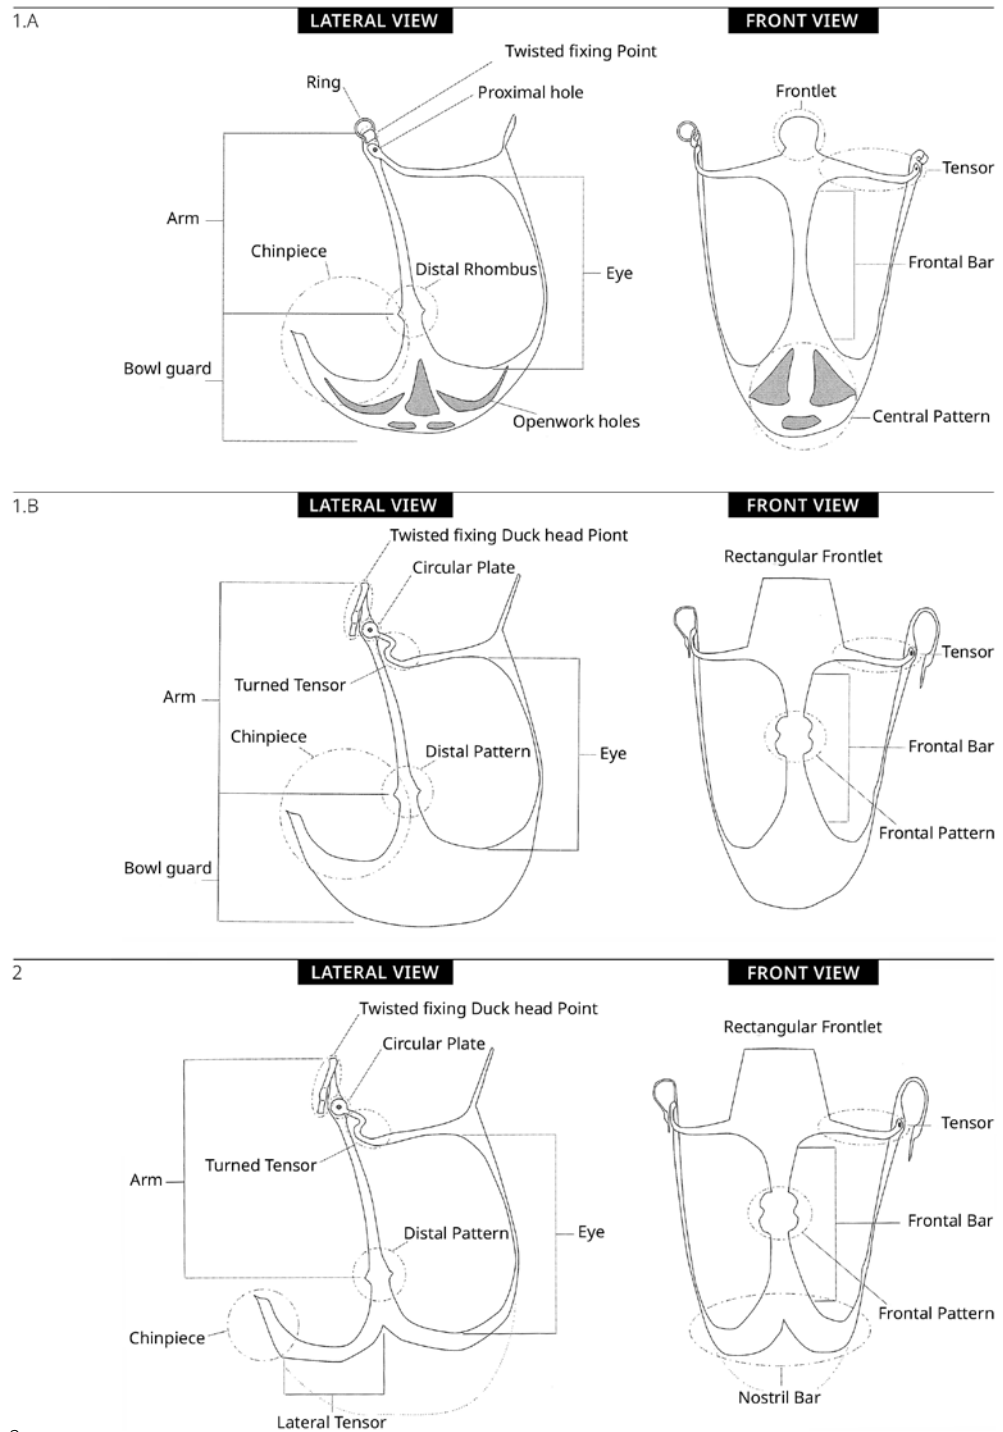 1.A
LATERAL VIEW
FRONT VIEW
Twisted fixing Point
Ring
Proximal hole
Frontlet
Tensor
Arm
Chinpiece
Distal Rhombus
Eye
Frontal Bar
Bowl guard
Openwork holes
Central Pattern
1.B
LATERAL VIEW
FRONT VIEW
Twisted fixing Duck head Piont
Circular Plate
Rectangular Frontlet
Tensor
Turned Tensor
Arm
Chinpiece
Distal Pattern
Eye
Frontal Bar
Frontal Pattern
Bowl guard
2
LATERAL VIEW
FRONT VIEW
Twisted fixing Duck head Point
Circular Plate
Rectangular Frontlet
Tensor
Turned Tensor
Arm
Distal Pattern
Eye
Frontal Bar
Frontal Pattern
Chinpiece
Nostril Bar
Lateral Tensor